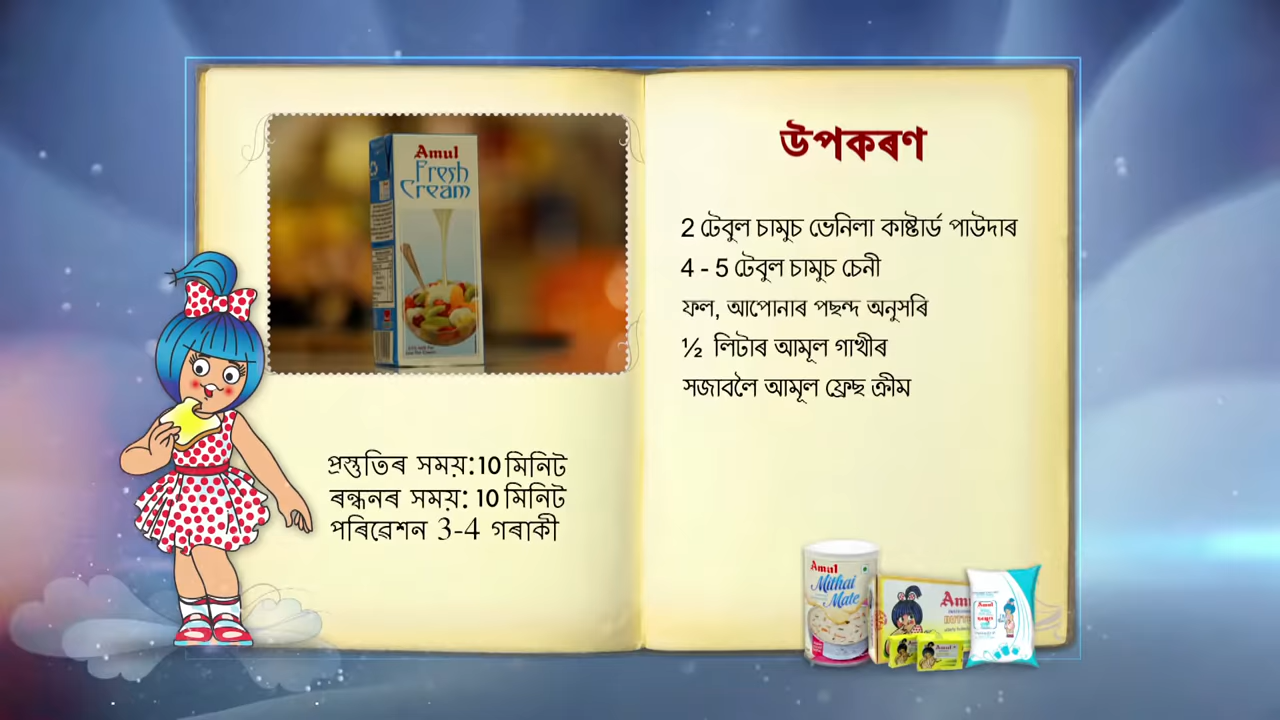 Amul
Fresh
Cream
প্ৰস্তুতিৰ সময়:10 মিনিট
ৰন্ধনৰ সময়: 10 মিনিট
পৰিৱেশন 3-4 গৰাকী
উপকৰণ
2 টেবুল চামুচ ভেনিলা কাষ্টাৰ্ড পাউদাৰ
4 - 5 টেবুল চামুচ চেনী
ফল, আপোনাৰ পছন্দ অনুসৰি
½ লিটাৰ আমূল গাখীৰ
সজাবলৈ আমূল ফ্ৰেছ ক্ৰীম
Amul
Mithai
Mate
Amul